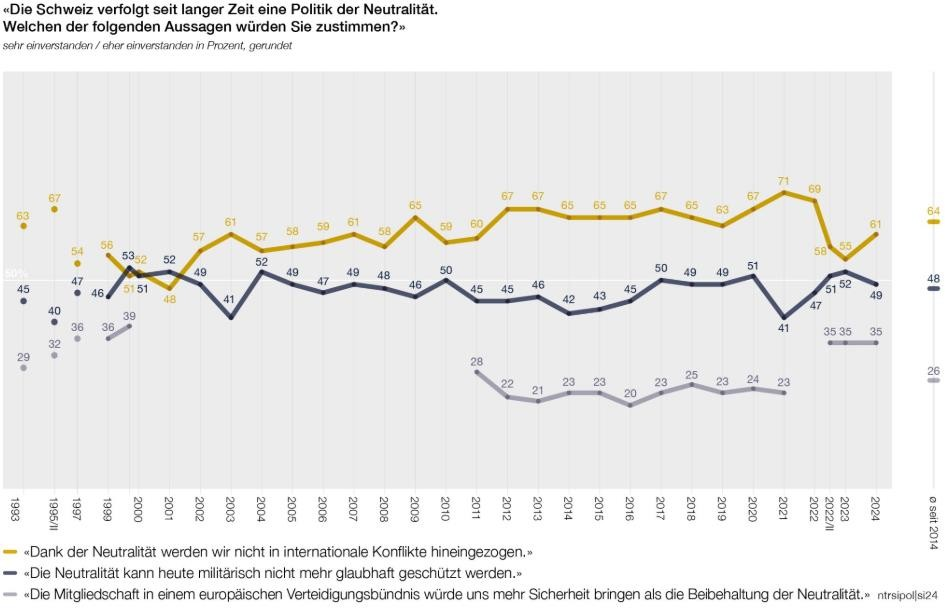 «Die Schweiz verfolgt seit langer Zeit eine Politik der Neutralität.
Welchen der folgenden Aussagen würden Sie zustimmen?»
sehr einverstanden / eher einverstanden in Prozent, gerundet
63 67 54 56 51 52 48 57 61 57 58 59 61 58 65 59 60 67 67 65 65 65 67 65 63 67 71 69 58 55 61 64
50%
45 40 47 46 53 51 52 49 41 52 49 47 49 48 46 50 45 45 46 42 43 45 50 49 49 51 41 47 51 52 49 48
29 32 36 36 39 28 22 21 23 23 20 23 25 23 24 23 35 35 35 26
1993 1995/II 1997 1999 2000 2001 2002 2003 2004 2005 2006 2007 2008 2009 2010 2011 2012 2013 2014 2015 2016 2017 2018 2019 2020 2021 2022 2022/II 2023 2024 ø seit 2014
«Dank der Neutralität werden wir nicht in internationale Konflikte hineingezogen.»
«Die Neutralität kann heute militärisch nicht mehr glaubhaft geschützt werden.»
«Die Mitgliedschaft in einem europäischen Verteidigungsbündnis würde uns mehr Sicherheit bringen als die Beibehaltung der Neutralität.» ntrsipol|si24